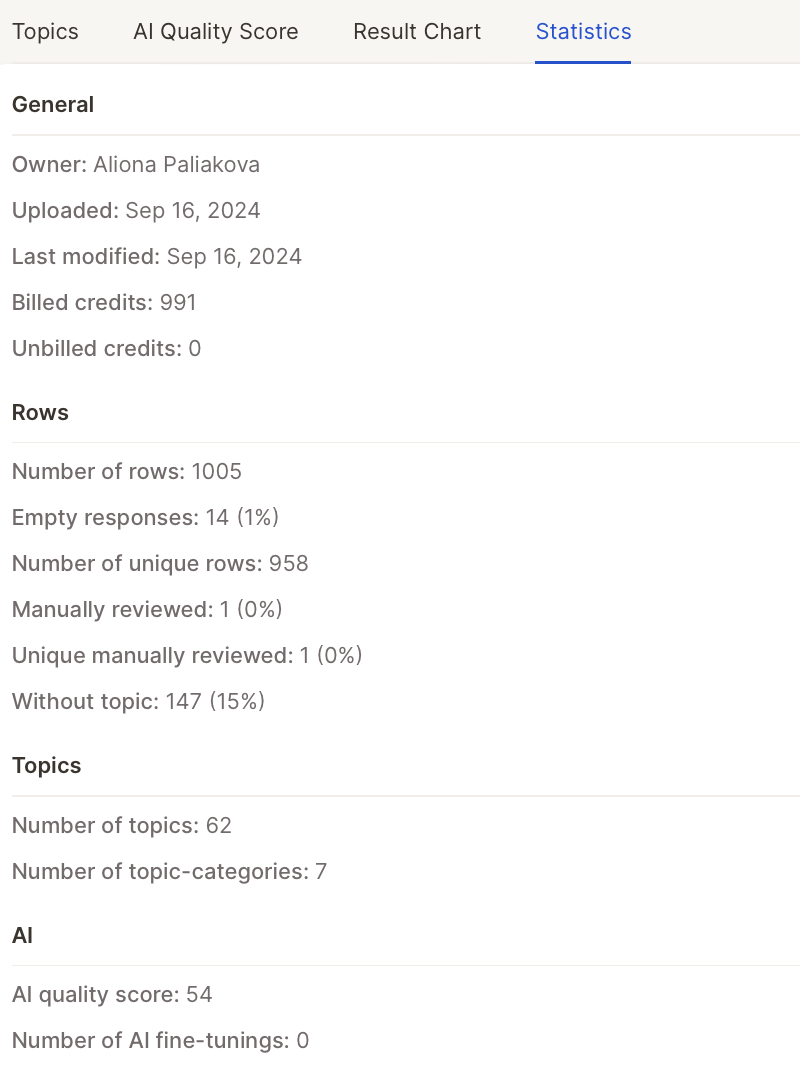 Topics AI Quality Score Result Chart Statistics
General
Owner: Aliona Paliakova
Uploaded: Sep 16, 2024
Last modified: Sep 16, 2024
Billed credits: 991
Unbilled credits: 0
Rows
Number of rows: 1005
Empty responses: 14 (1%)
Number of unique rows: 958
Manually reviewed: 1 (0%)
Unique manually reviewed: 1 (0%)
Without topic: 147 (15%)
Topics
Number of topics: 62
Number of topic-categories: 7
AI
AI quality score: 54
Number of AI fine-tunings: 0